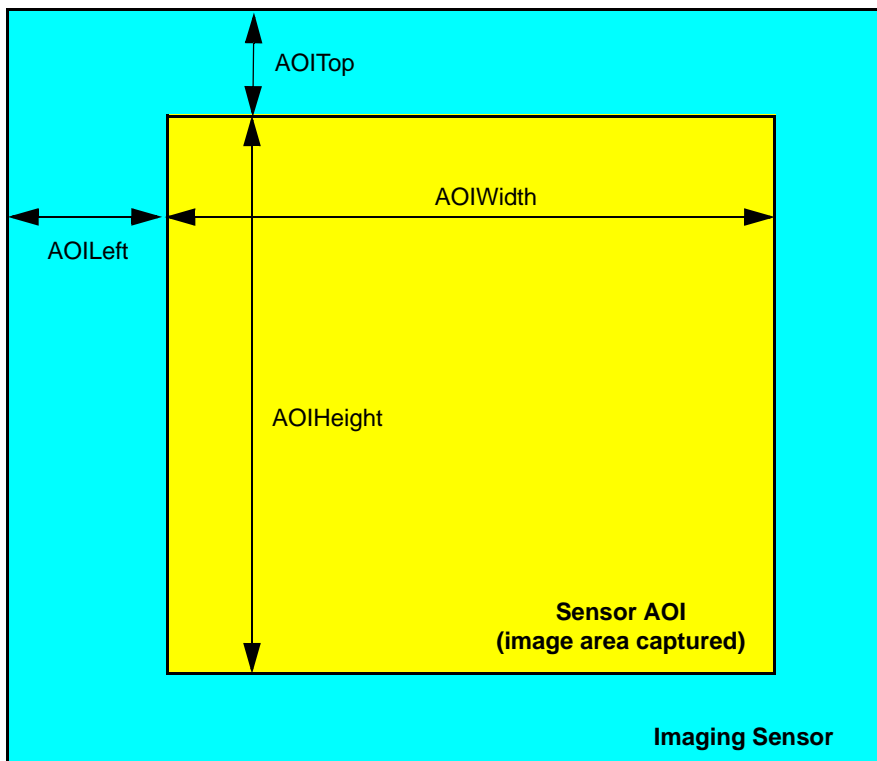 AOITop
AOIWidth
AOILeft
AOIHeight
Sensor AOI
(image area captured)
Imaging Sensor